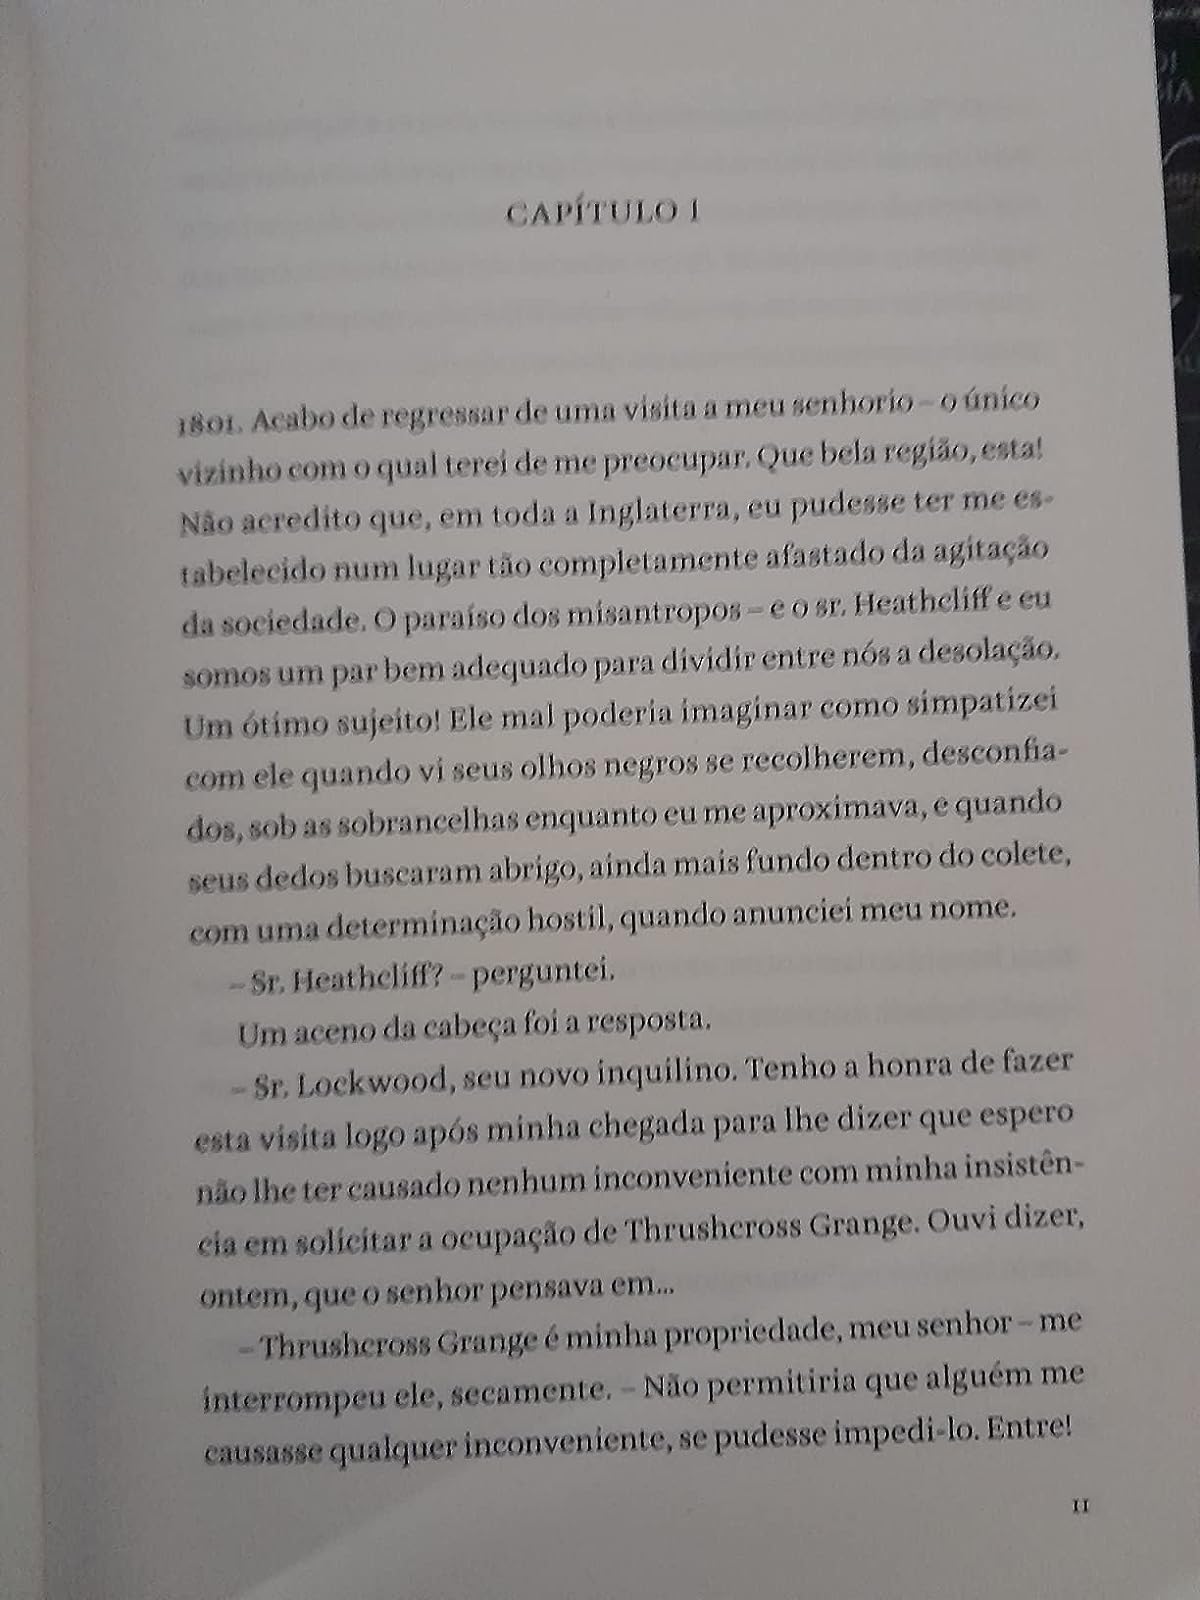 CAPÍTULO 1
1801. Acabo de regressar de uma visita a meu senhorio – o único
vizinho com o qual terei de me preocupar. Que bela região, esta!
Não acredito que, em toda a Inglaterra, eu pudesse ter me es-
tabelecido num lugar tão completamente afastado da agitação
da sociedade. O paraíso dos misantropos – e o sr. Heathcliff e eu
somos um par bem adequado para dividir entre nós a desolação.
Um ótimo sujeito! Ele mal poderia imaginar como simpatizei
com ele quando vi seus olhos negros se recolherem, desconfia-
dos, sob as sobrancelhas enquanto eu me aproximava, e quando
seus dedos buscaram abrigo, ainda mais fundo dentro do colete,
com uma determinação hostil, quando anunciei meu nome.
– Sr. Heathcliff? – perguntei.
Um aceno da cabeça foi a resposta.
– Sr. Lockwood, seu novo inquilino. Tenho a honra de fazer
esta visita logo após minha chegada para lhe dizer que espero
não lhe ter causado nenhum inconveniente com minha insistên-
cia em solicitar a ocupação de Thrushcross Grange. Ouvi dizer,
ontem, que o senhor pensava em...
– Thrushcross Grange é minha propriedade, meu senhor – me
interrompeu ele, secamente. – Não permitiria que alguém me
causasse qualquer inconveniente, se pudesse impedi-lo. Entre!
11